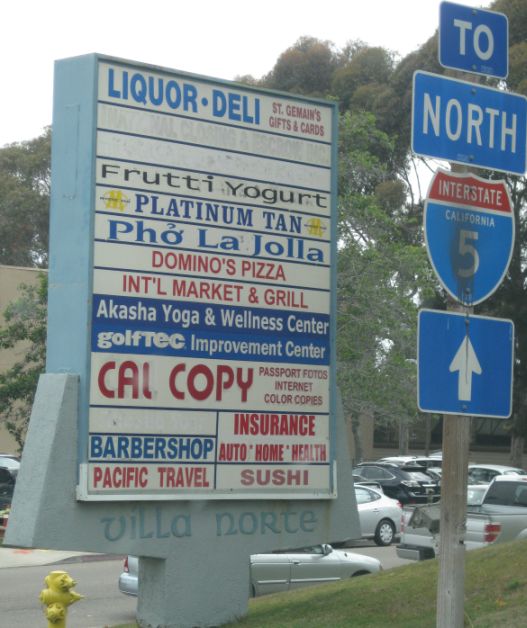 LIQUOR • DELI
ST. GEMAIN'S
GIFTS & CARDS
Frutti Yogurt
PLATINUM TAN
Phở La Jolla
DOMINO'S PIZZA
INT'L MARKET & GRILL
Akasha Yoga & Wellness Center
golfTEC Improvement Center
CAL COPY
PASSPORT FOTOS
INTERNET
COLOR COPIES
BARBERSHOP
INSURANCE
AUTO * HOME * HEALTH
PACIFIC TRAVEL
SUSHI
villa norte
TO
NORTH
INTERSTATE
CALIFORNIA
5